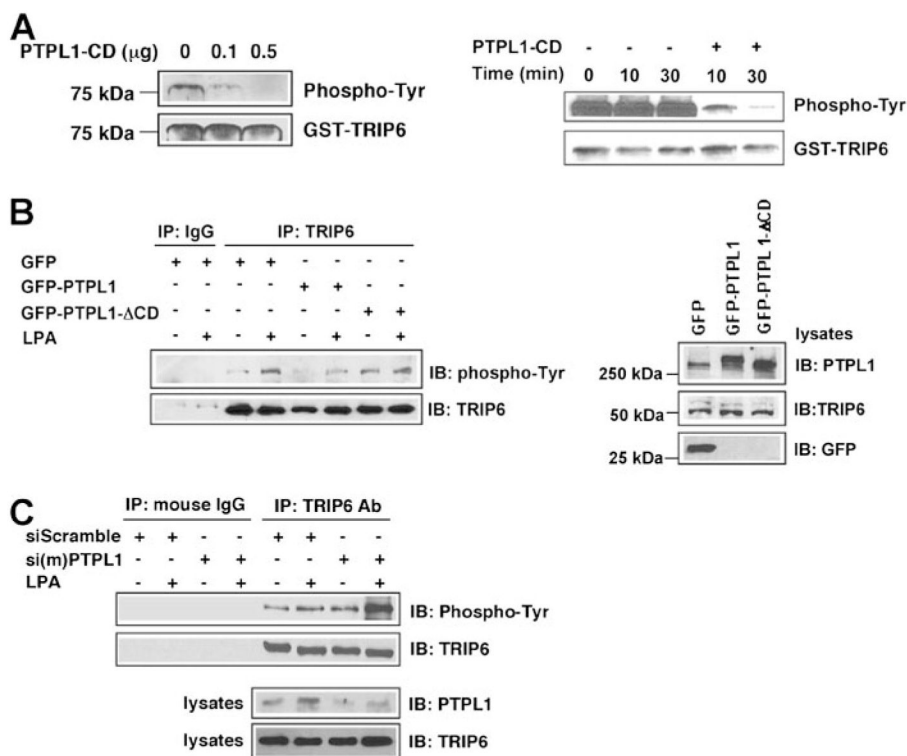 A
PTPL1-CD (µg) 0 0.1 0.5
75 kDa Phospho-Tyr
75 kDa GST-TRIP6
PTPL1-CD - - - + +
Time (min) 0 10 30 10 30
Phospho-Tyr
GST-TRIP6
B
IP: IgG IP: TRIP6
GFP + + + + - - - -
GFP-PTPL1 - - - - + + - -
GFP-PTPL1-ΔCD - - - - - - + +
LPA - + - + - + - +
IB: phospho-Tyr
IB: TRIP6
GFP
GFP-PTPL1
GFP-PTPL1-ΔCD
lysates
250 kDa IB: PTPL1
50 kDa IB:TRIP6
25 kDa IB: GFP
C
IP: mouse IgG IP: TRIP6 Ab
siScramble + + - - + + - -
si(m)PTPL1 - - + + - - + +
LPA - + - + - + - +
IB: Phospho-Tyr
IB: TRIP6
lysates IB: PTPL1
lysates IB: TRIP6